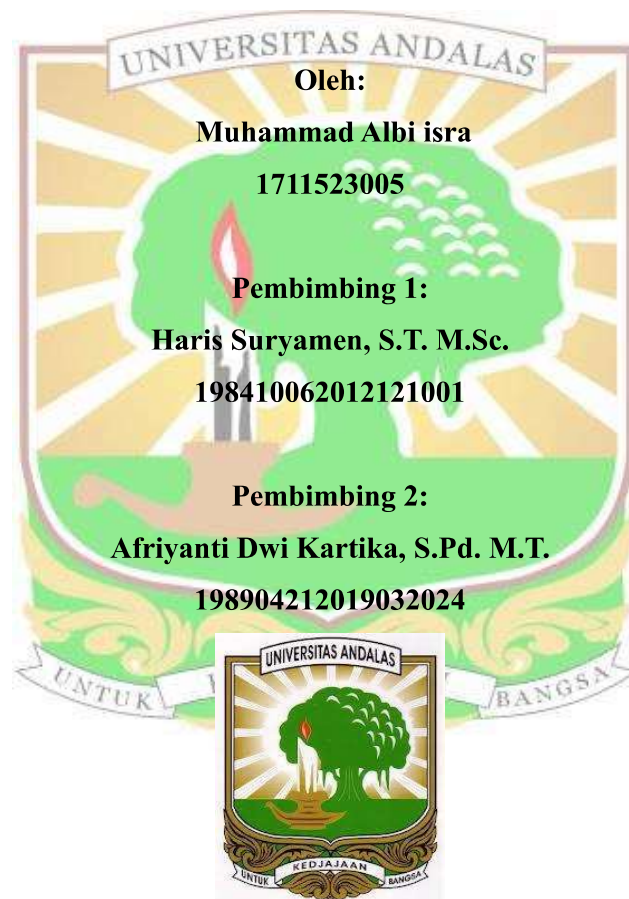 UNIVERSITAS ANDALAS
Oleh:
Muhammad Albi isra
1711523005
Pembimbing 1:
Haris Suryamen, S.T. M.Sc.
198410062012121001
Pembimbing 2:
Afriyanti Dwi Kartika, S.Pd. M.T.
198904212019032024
UNTUK BANGSA
UNIVERSITAS ANDALAS
UNTUK KEDJAJAAN BANGSA